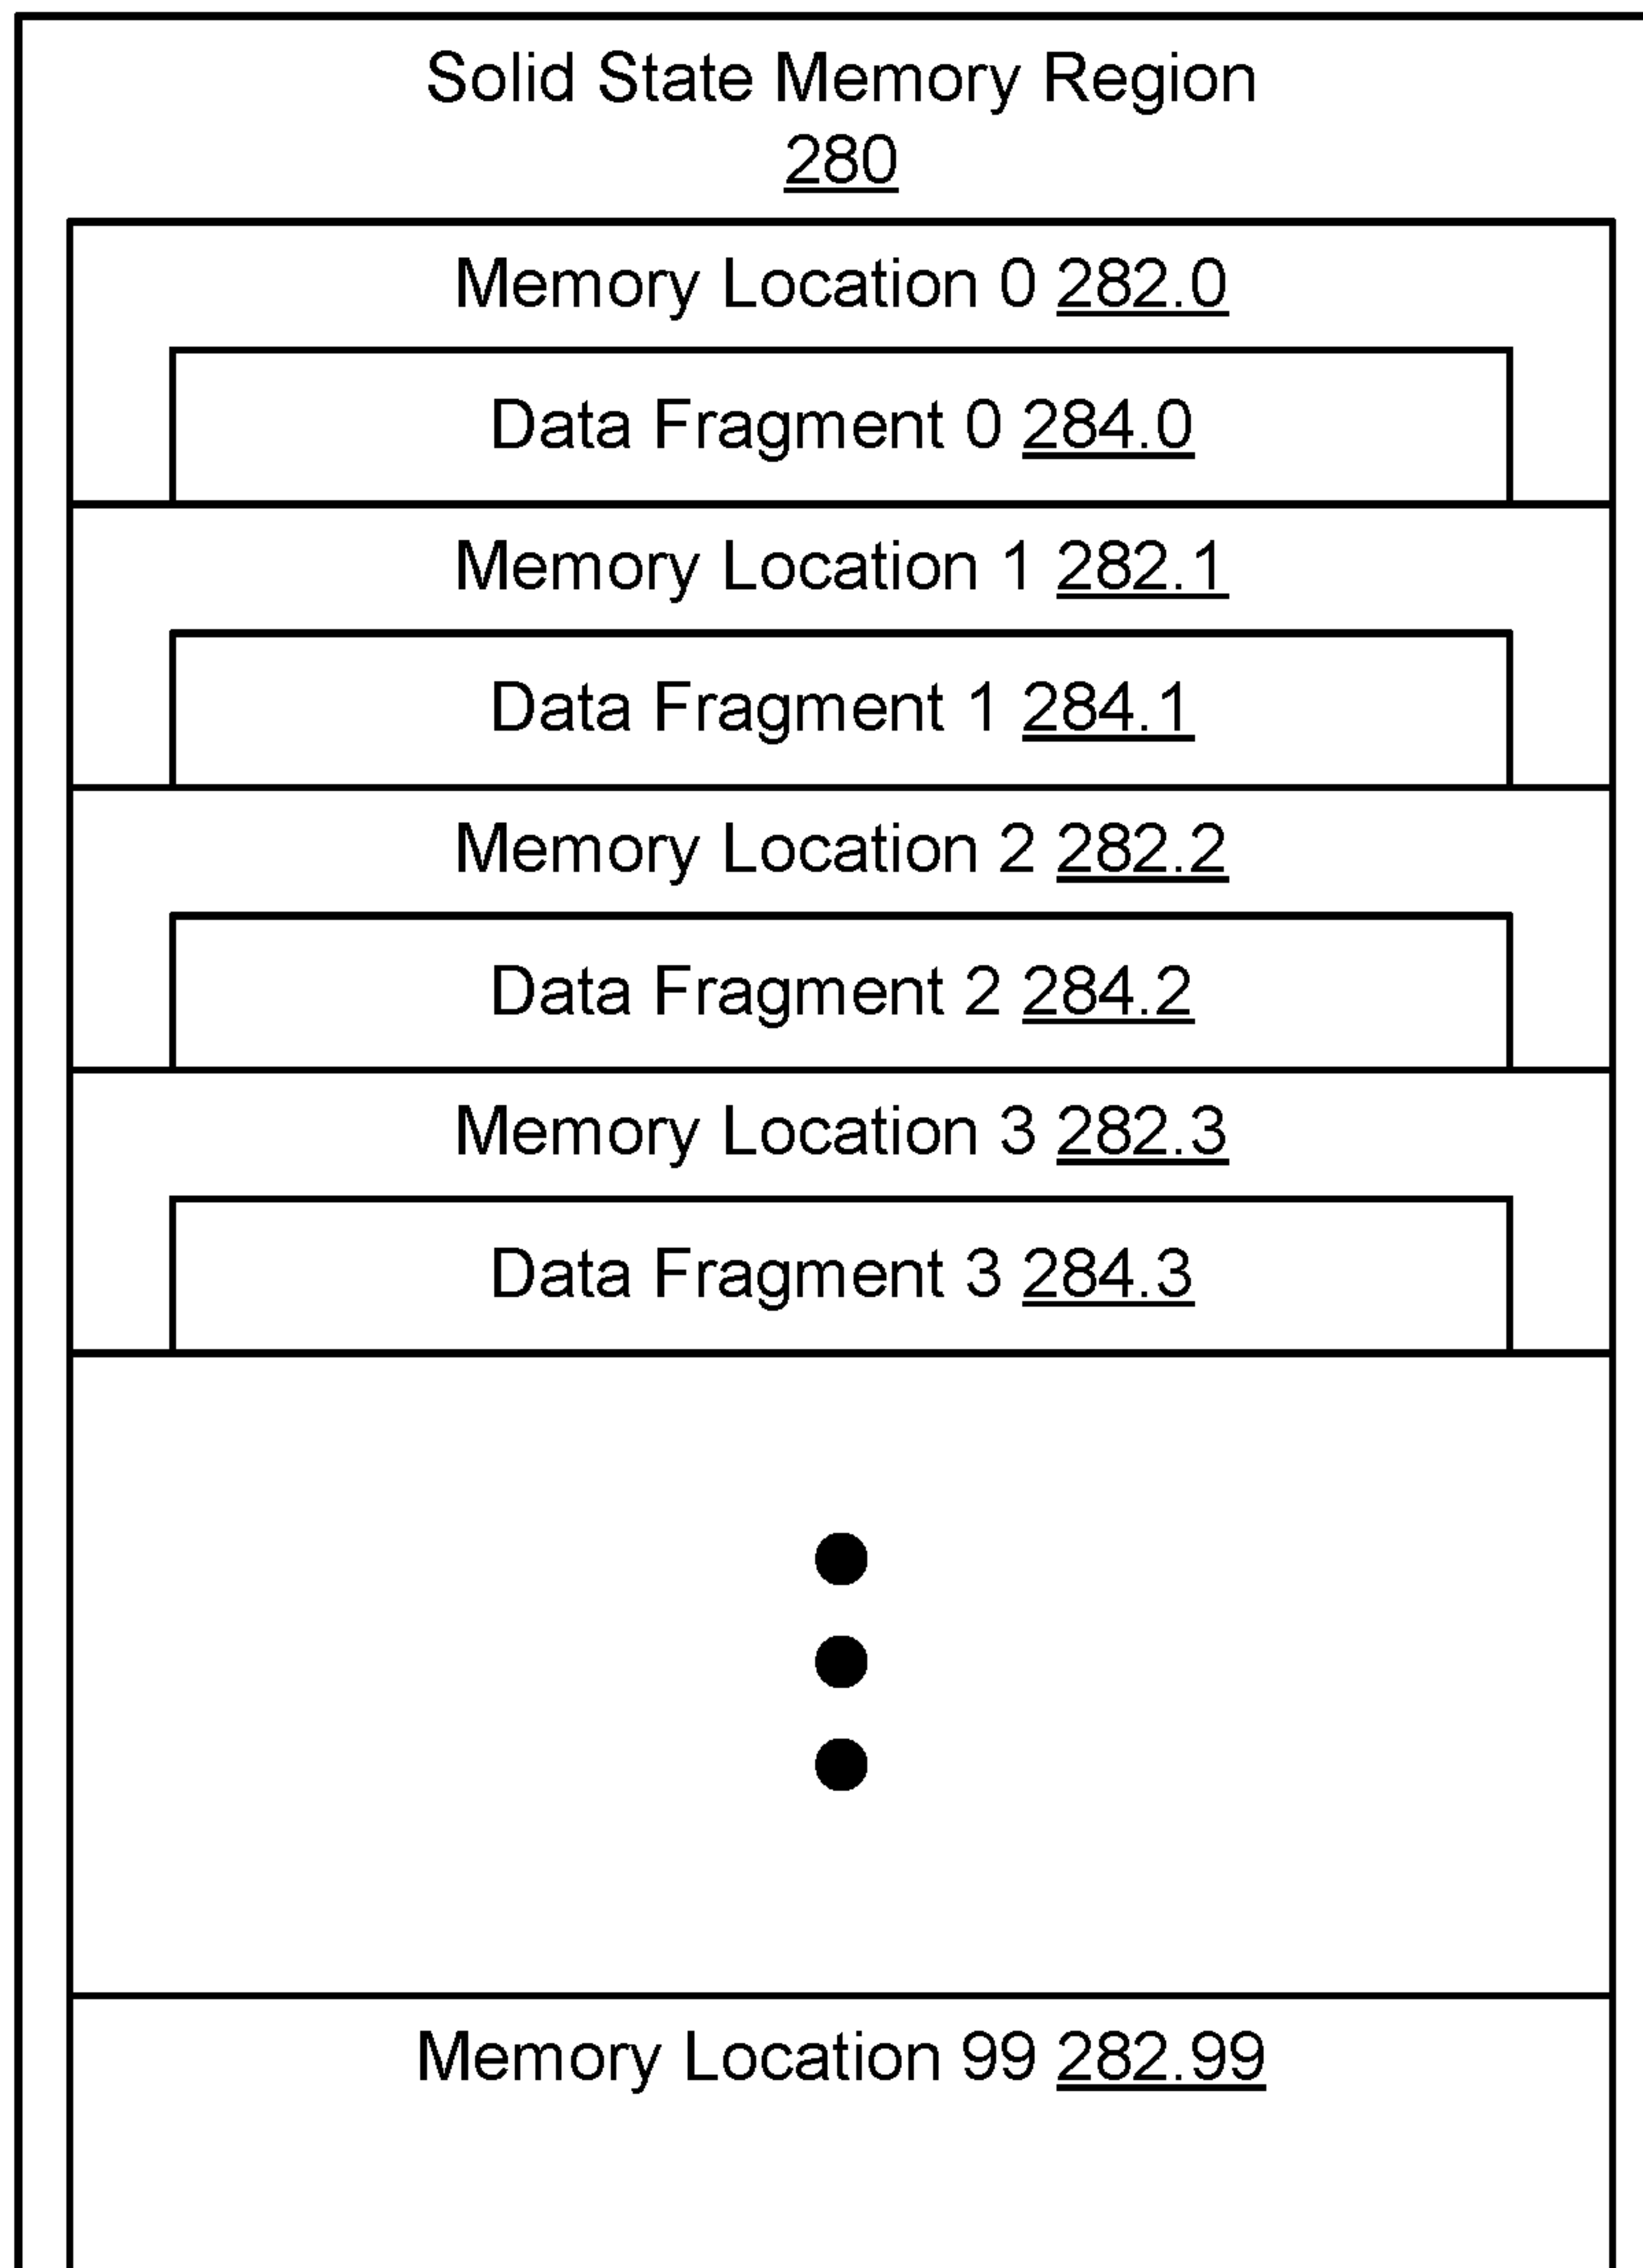 Solid State Memory Region
280
Memory Location 0 282.0
Data Fragment 0 284.0
Memory Location 1 282.1
Data Fragment 1 284.1
Memory Location 2 282.2
Data Fragment 2 284.2
Memory Location 3 282.3
Data Fragment 3 284.3
Memory Location 99 282.99